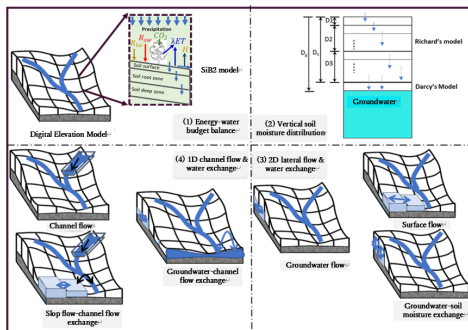 Precipitation
CO2
Rsw
Rlw
λET
H
Soil surface
Soil root zone
Soil deep zone
SiB2 model
Digital Elevation Model
(1) Energy-water
budget balance
D1
D2
D3
Richard's model
Darcy's Model
Groundwater
(2) Vertical soil
moisture distribution
(4) 1D channel flow &
water exchange
(3) 2D lateral flow &
water exchange
Channel flow
Slop flow-channel flow
exchange
Groundwater-channel
flow exchange
Groundwater flow
Surface flow
Groundwater-soil
moisture exchange